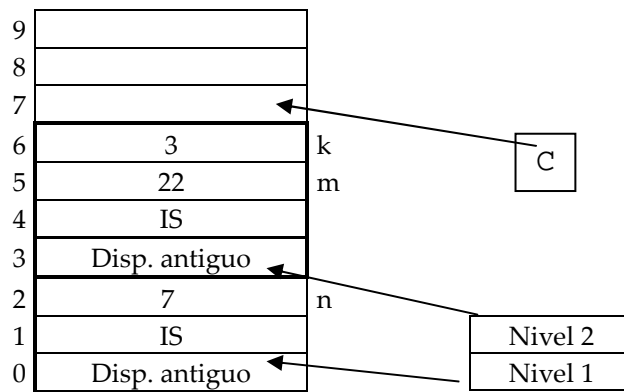 9
8
7
6 3 k
C
5 22 m
4 IS
3 Disp. antiguo
2 7 n
1 IS Nivel 2
0 Disp. antiguo Nivel 1